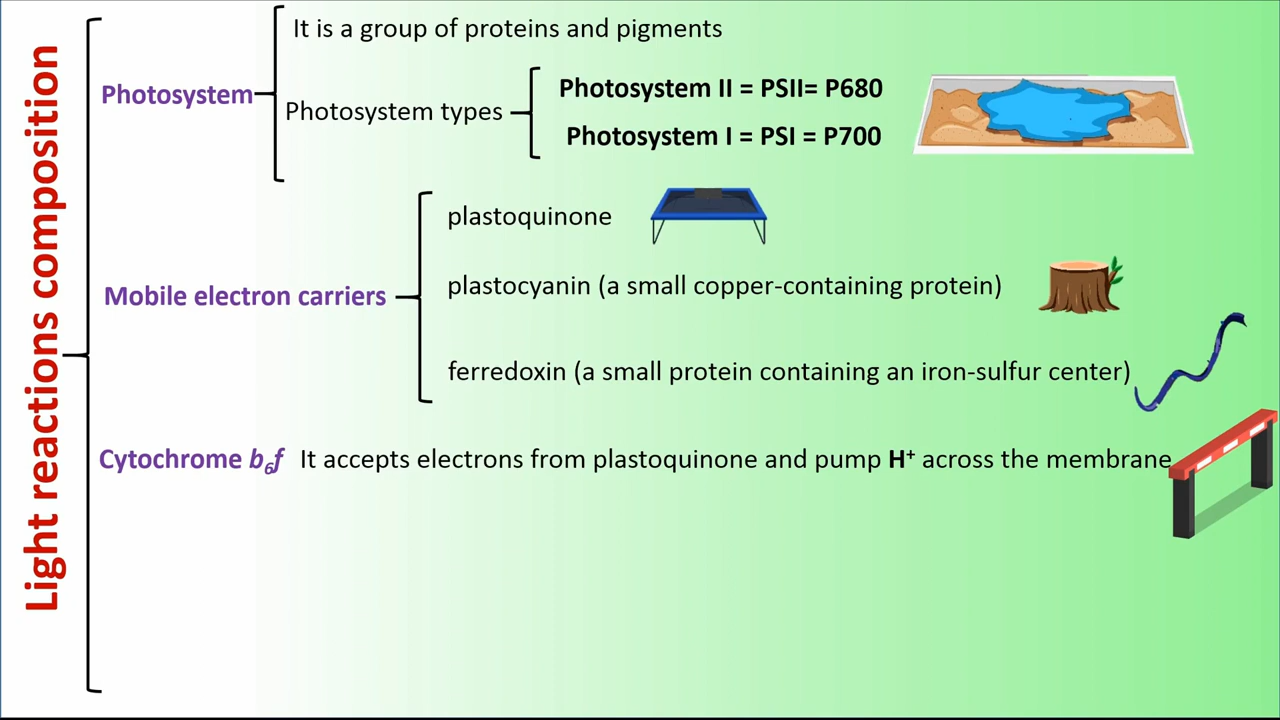 Light reactions composition
Photosystem
It is a group of proteins and pigments
Photosystem types
Photosystem II = PSII= P680
Photosystem I = PSI = P700
Mobile electron carriers
plastoquinone
plastocyanin (a small copper-containing protein)
ferredoxin (a small protein containing an iron-sulfur center)
Cytochrome b₆f It accepts electrons from plastoquinone and pump H⁺ across the membrane